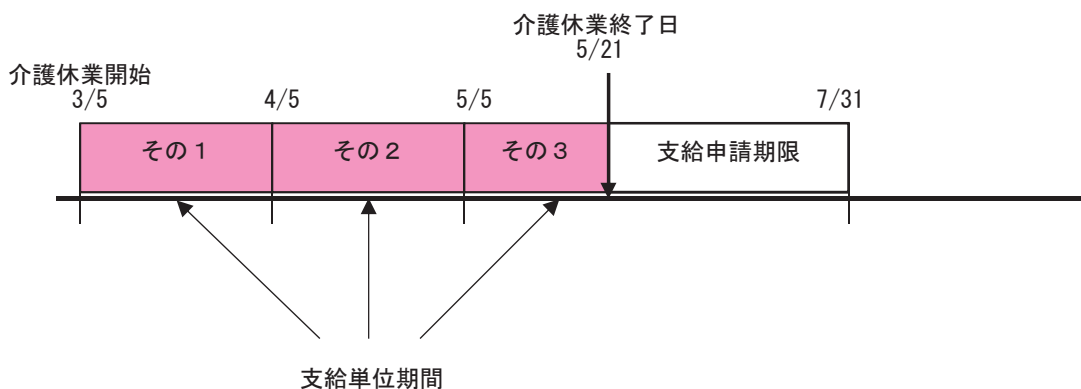 介護休業終了日
5/21
介護休業開始
3/5
4/5
5/5
7/31
その1
その2
その3
支給申請期限
支給単位期間